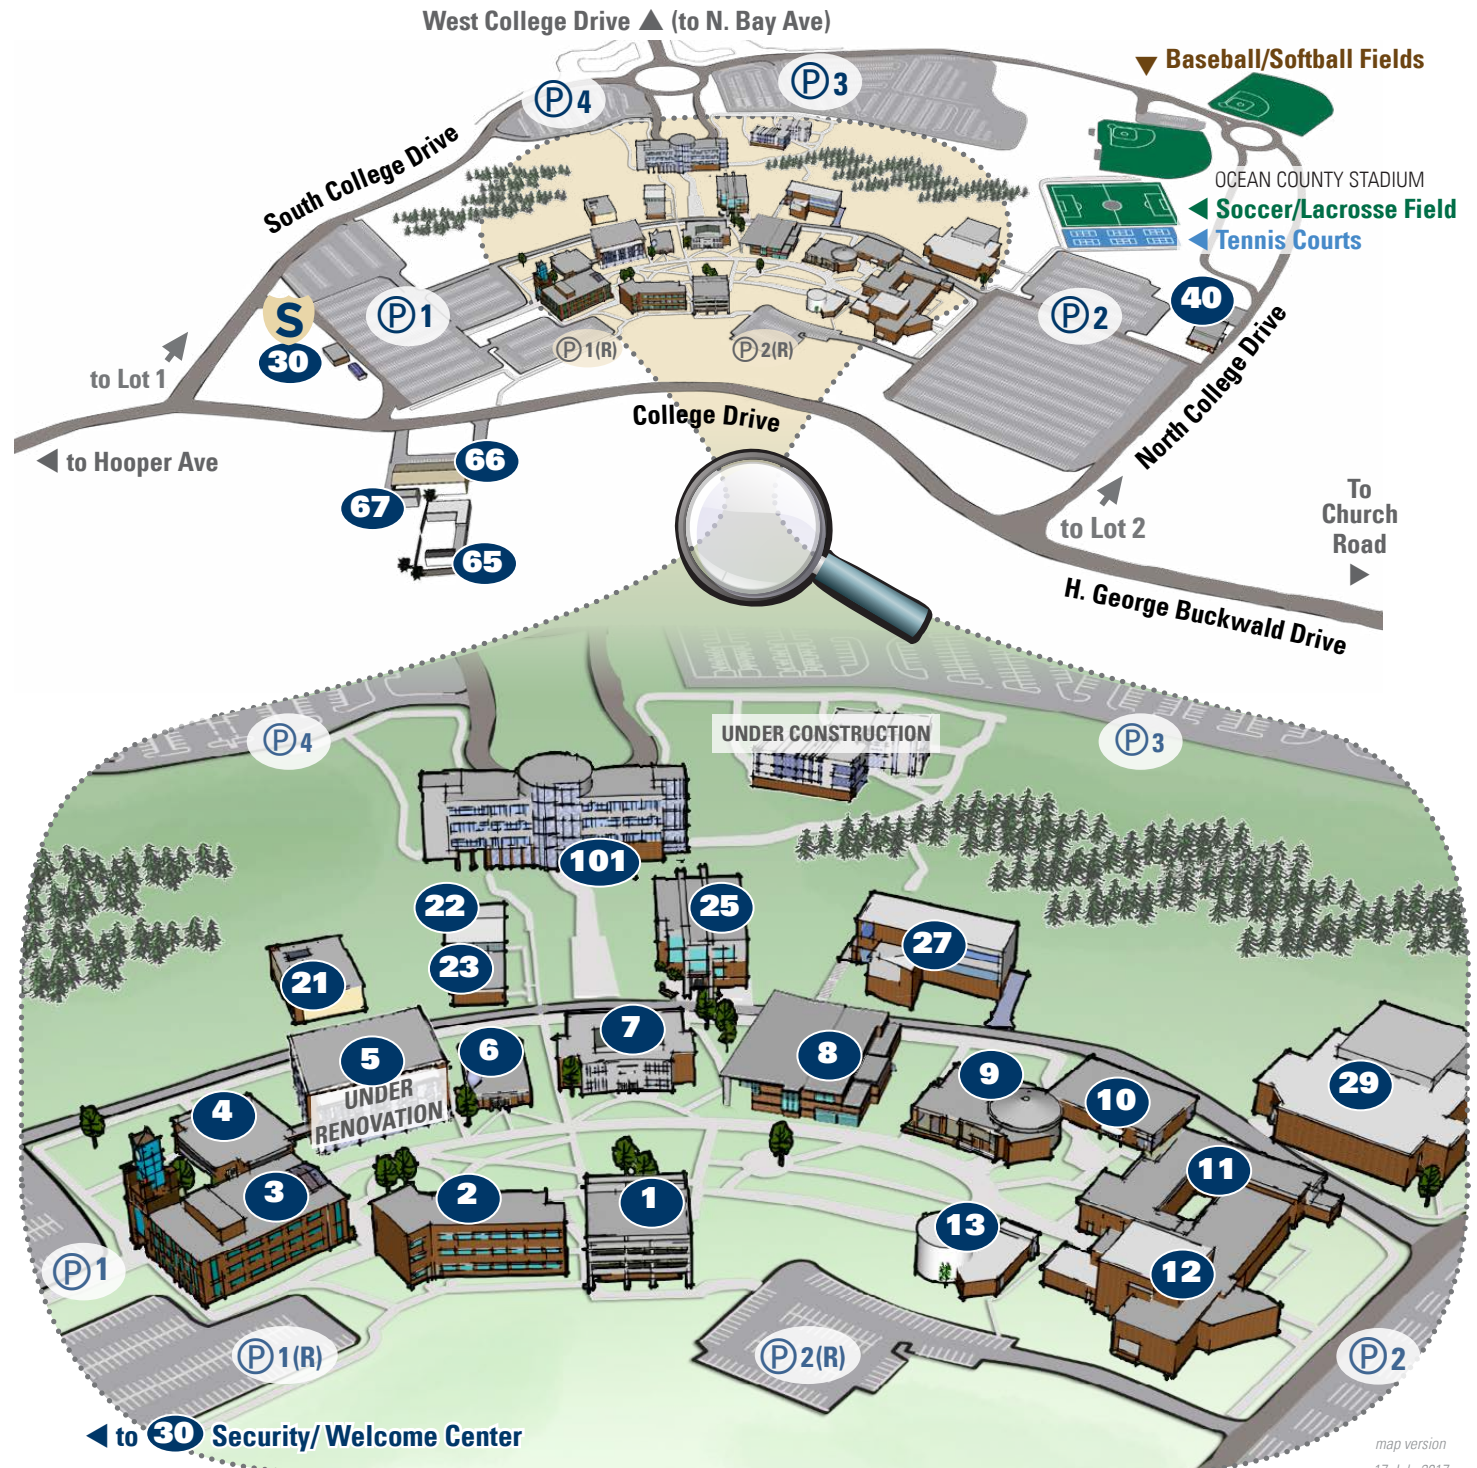 West College Drive ▲ (to N. Bay Ave)
▼ Baseball/Softball Fields
P 4
P 3
South College Drive
OCEAN COUNTY STADIUM
◀ Soccer/Lacrosse Field
◀ Tennis Courts
S
30
P 1
P 1(R)
P 2(R)
P 2
40
to Lot 1
College Drive
North College Drive
◀ to Hooper Ave
66
67
65
to Lot 2
To
Church
Road
▶
H. George Buckwald Drive
P 4
UNDER CONSTRUCTION
P 3
101
22
25
23
27
21
5
UNDER
RENOVATION
6
7
8
9
10
29
4
3
2
1
11
13
12
P 1
P 1(R)
P 2(R)
P 2
◀ to 30 Security/ Welcome Center
map version